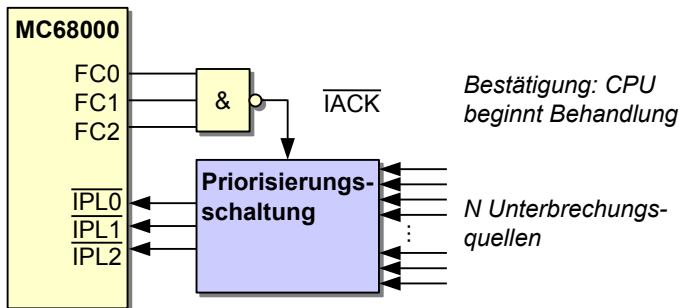 MC68000
FC0
FC1
FC2
&
IACK
Bestätigung: CPU
beginnt Behandlung
IPL0
IPL1
IPL2
Priorisierungs-
schaltung
N Unterbrechungs-
quellen
...